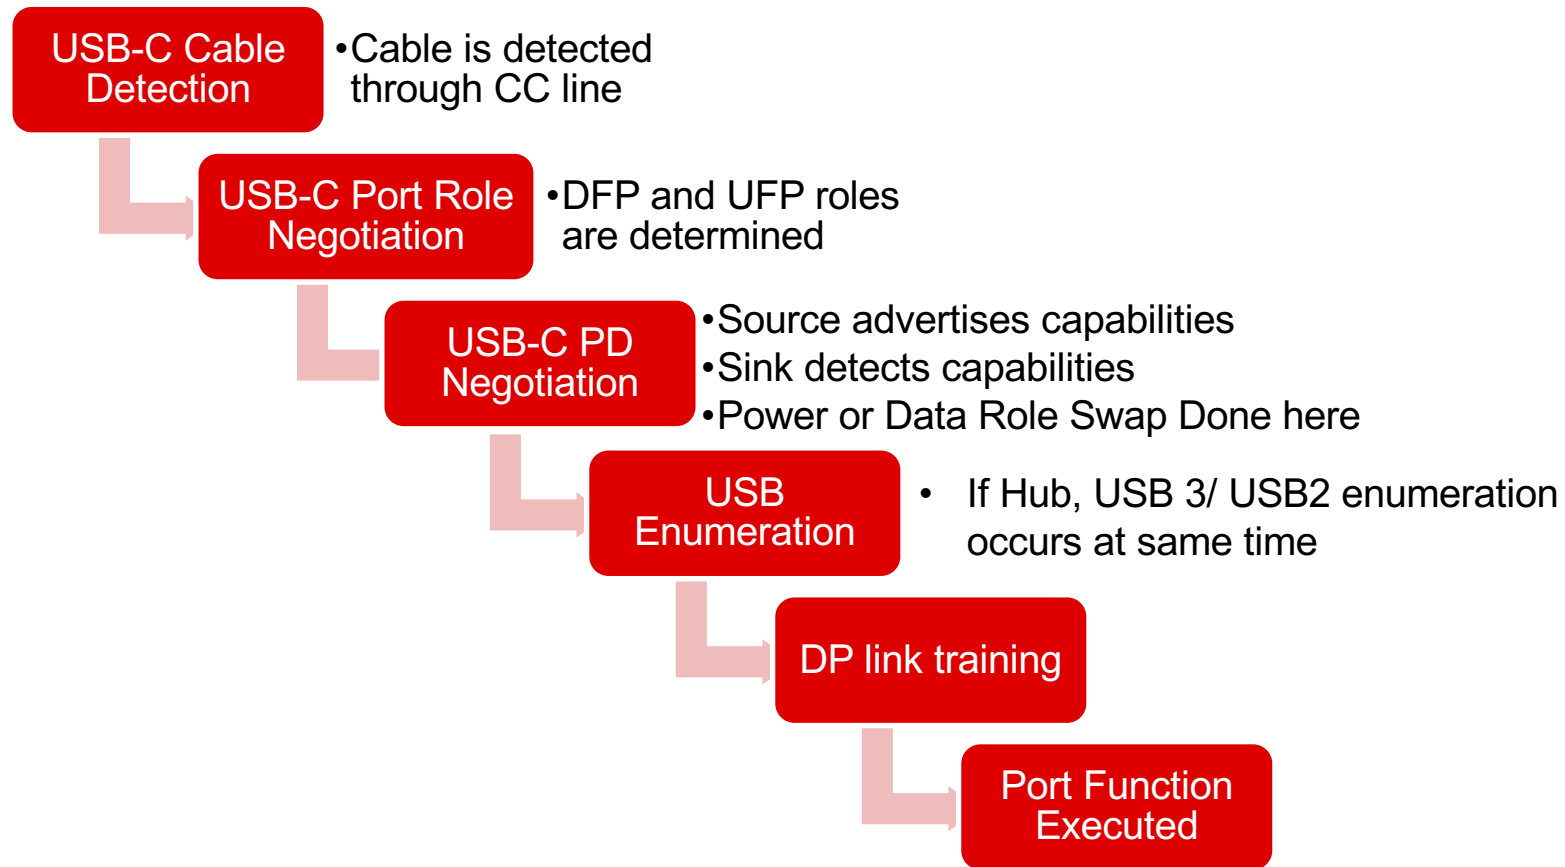 USB-C Cable
Detection
•Cable is detected
through CC line
USB-C Port Role
Negotiation
•DFP and UFP roles
are determined
USB-C PD
Negotiation
•Source advertises capabilities
•Sink detects capabilities
•Power or Data Role Swap Done here
USB
Enumeration
• If Hub, USB 3/ USB2 enumeration
occurs at same time
DP link training
Port Function
Executed